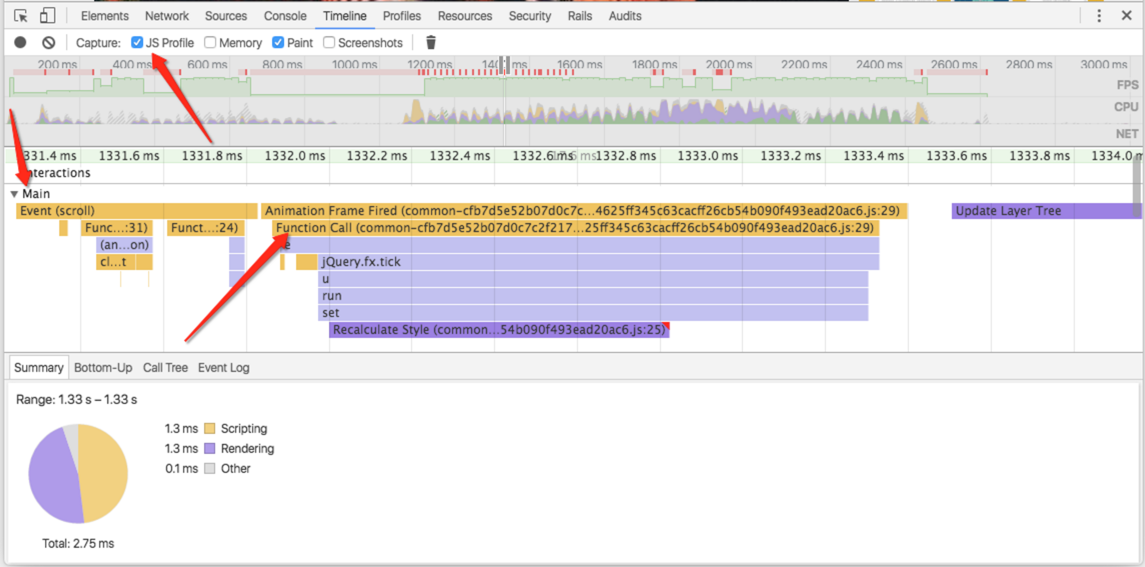 Elements Network Sources Console Timeline Profiles Resources Security Rails Audits
Capture: JS Profile Memory Paint Screenshots
200 ms 400 ms 600 ms 800 ms 1000 ms 1200 ms 1400 ms 1600 ms 1800 ms 2000 ms 2200 ms 2400 ms 2600 ms 2800 ms 3000 ms
FPS
CPU
NET
1331.4 ms 1331.6 ms 1331.8 ms 1332.0 ms 1332.2 ms 1332.4 ms 1332.6 ms 17.6 ms 1332.8 ms 1333.0 ms 1333.2 ms 1333.4 ms 1333.6 ms 1333.8 ms 1334.0
Interactions
Main
Event (scroll) Animation Frame Fired (common-cfb7d5e52b07d0c7c...4625ff345c63cacff26cb54b090f493ead20ac6.js:29) Update Layer Tree
Func...:31) Funct...:24) Function Call (common-cfb7d5e52b07d0c7c2f217...25ff345c63cacff26cb54b090f493ead20ac6.js:29)
(an...on) e
cl...t jQuery.fx.tick
u
run
set
Recalculate Style (common...54b090f493ead20ac6.js:25)
Summary Bottom-Up Call Tree Event Log
Range: 1.33 s – 1.33 s
1.3 ms Scripting
1.3 ms Rendering
0.1 ms Other
Total: 2.75 ms